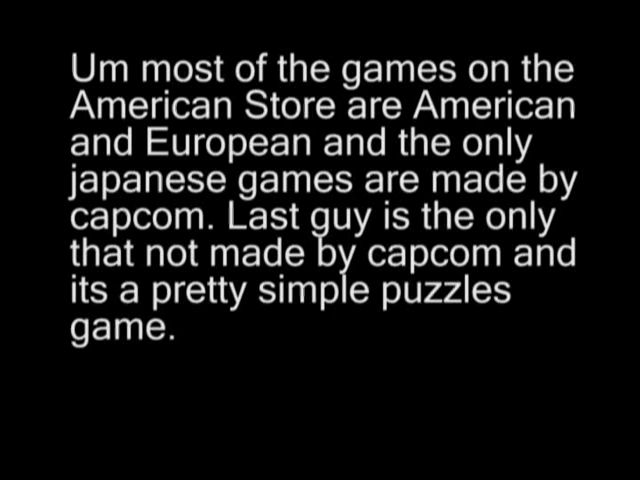 Um most of the games on the
American Store are American
and European and the only
japanese games are made by
capcom. Last guy is the only
that not made by capcom and
its a pretty simple puzzles
game.